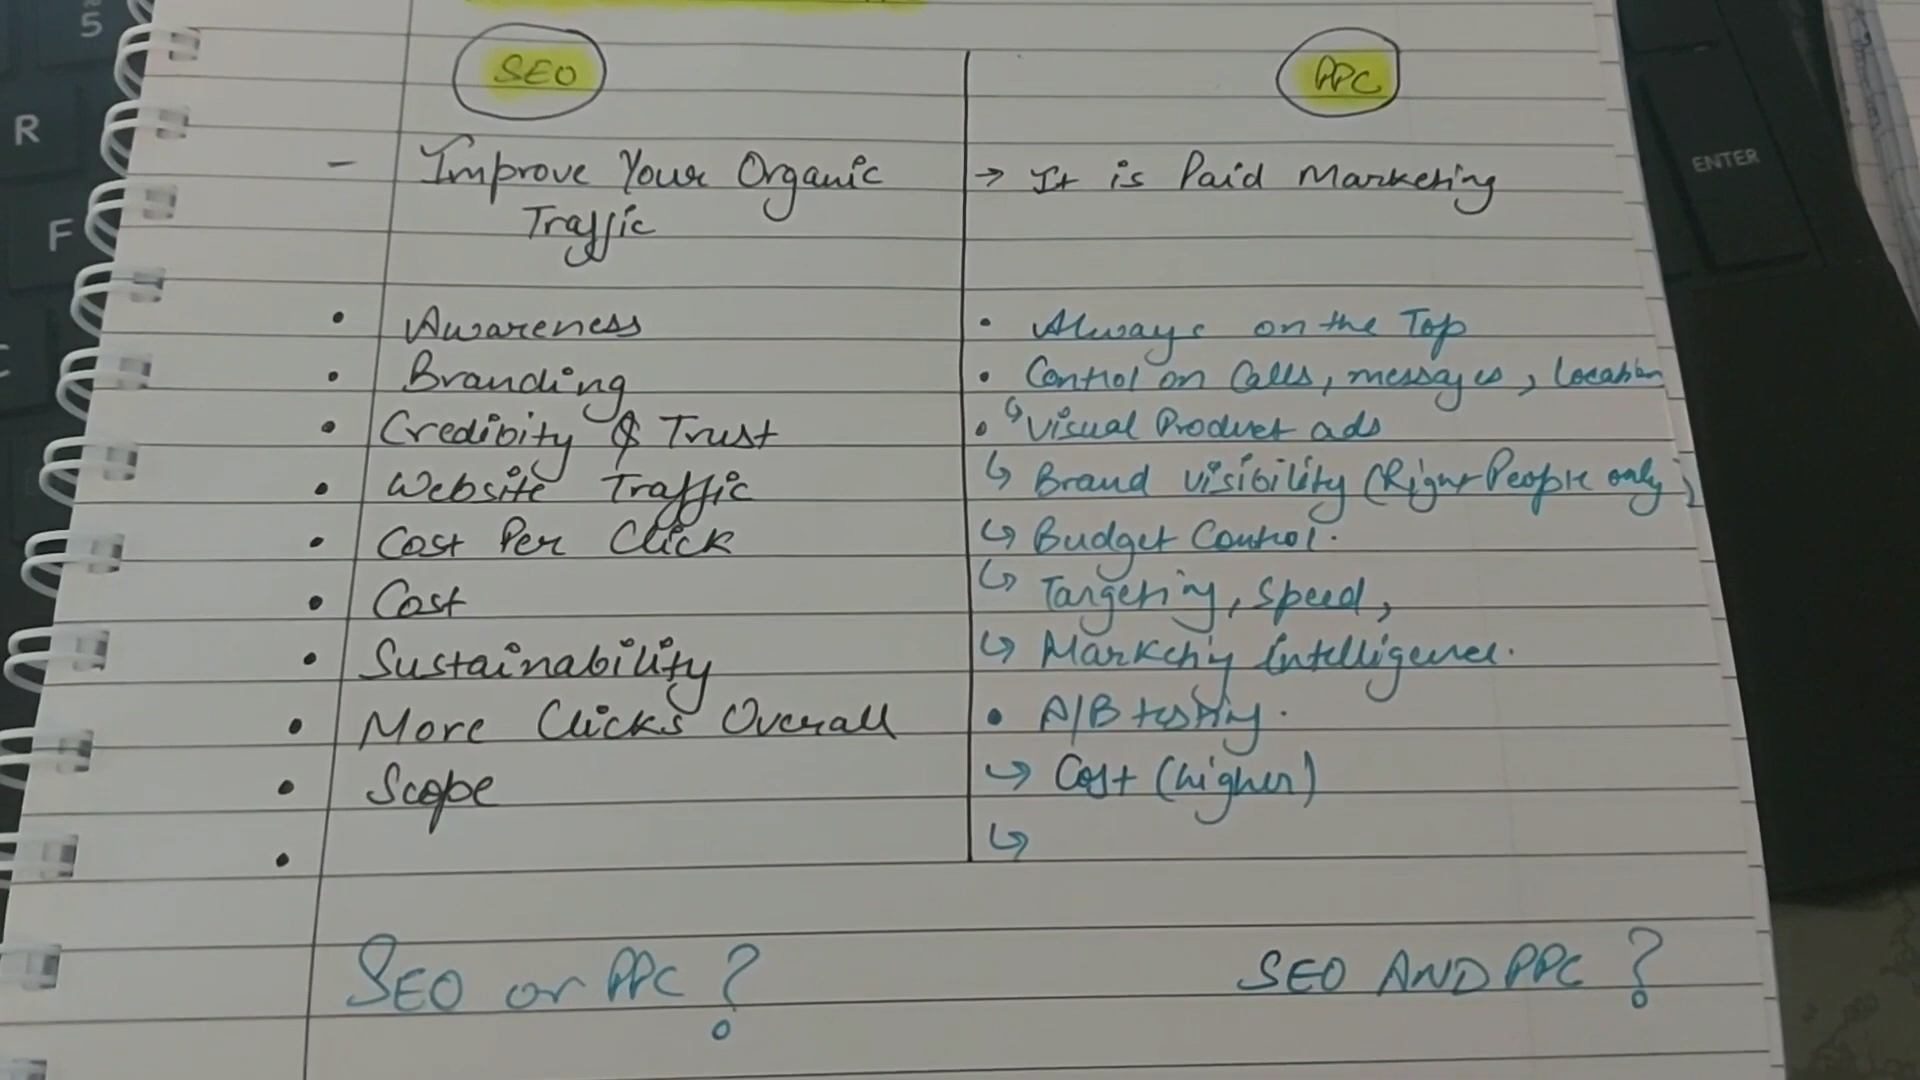 SEO
PPC
- Improve Your Organic
Traffic
→ It is Paid Marketing
• Awareness
• Branding
• Credibity & Trust
• Website Traffic
• Cost Per Click
• Cost
• Sustainability
• More Clicks Overall
• Scope
•
• Always on the Top
• Control on Calls, messages, Location
• ↳ Visual Product ads
↳ Brand visibility (Right People only)
↳ Budget Control.
↳ Targeting, Speed,
↳ Marketing Intelligence.
• A/B testing.
↳ Cost (higher)
↳
SEO or PPC ?
SEO AND PPC ?
5
R
F
ENTER